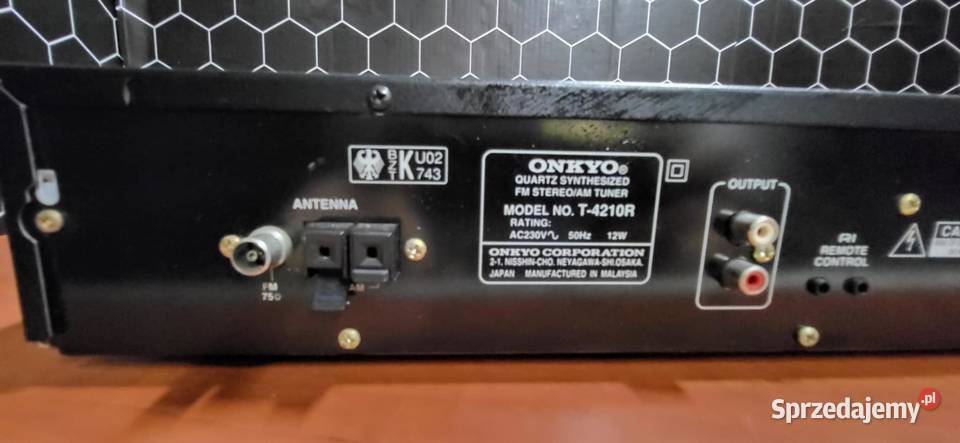 BZT K U02 743
ANTENNA
FM
75Ω
AM
ONKYO®
QUARTZ SYNTHESIZED
FM STEREO/AM TUNER
MODEL NO. T-4210R
RATING:
AC230V∿ 50Hz 12W
ONKYO CORPORATION
2-1, NISSHIN-CHO, NEYAGAWA-SHI, OSAKA,
JAPAN MANUFACTURED IN MALAYSIA
OUTPUT
RI
REMOTE
CONTROL
CA
Sprzedajemy.pl